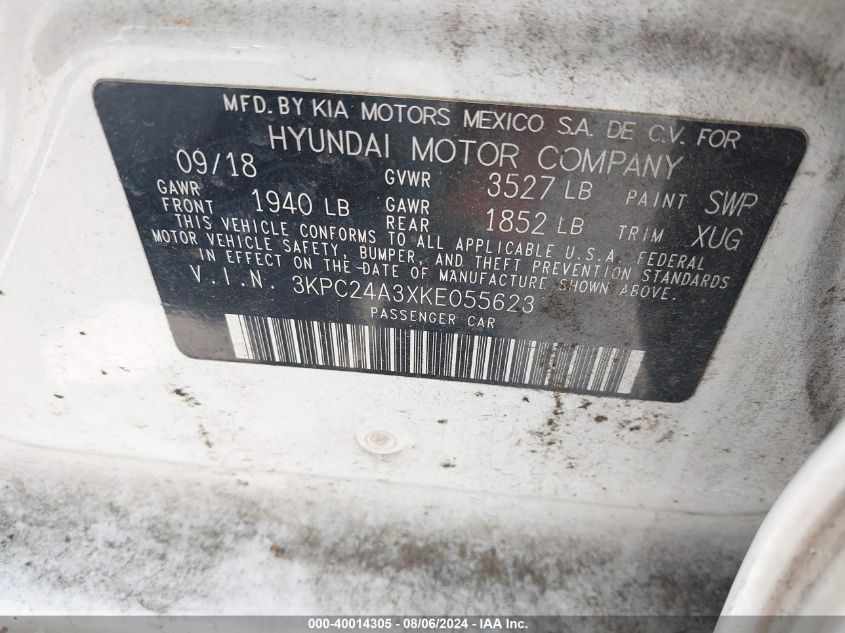 MFD. BY KIA MOTORS MEXICO S.A. DE C.V. FOR
HYUNDAI MOTOR COMPANY
09/18 GVWR 3527 LB PAINT SWP
GAWR FRONT 1940 LB GAWR REAR 1852 LB TRIM XUG
THIS VEHICLE CONFORMS TO ALL APPLICABLE U.S.A. FEDERAL
MOTOR VEHICLE SAFETY, BUMPER, AND THEFT PREVENTION STANDARDS
IN EFFECT ON THE DATE OF MANUFACTURE SHOWN ABOVE.
V.I.N. 3KPC24A3XKE055623
PASSENGER CAR
000-40014305 - 08/06/2024 - IAA Inc.